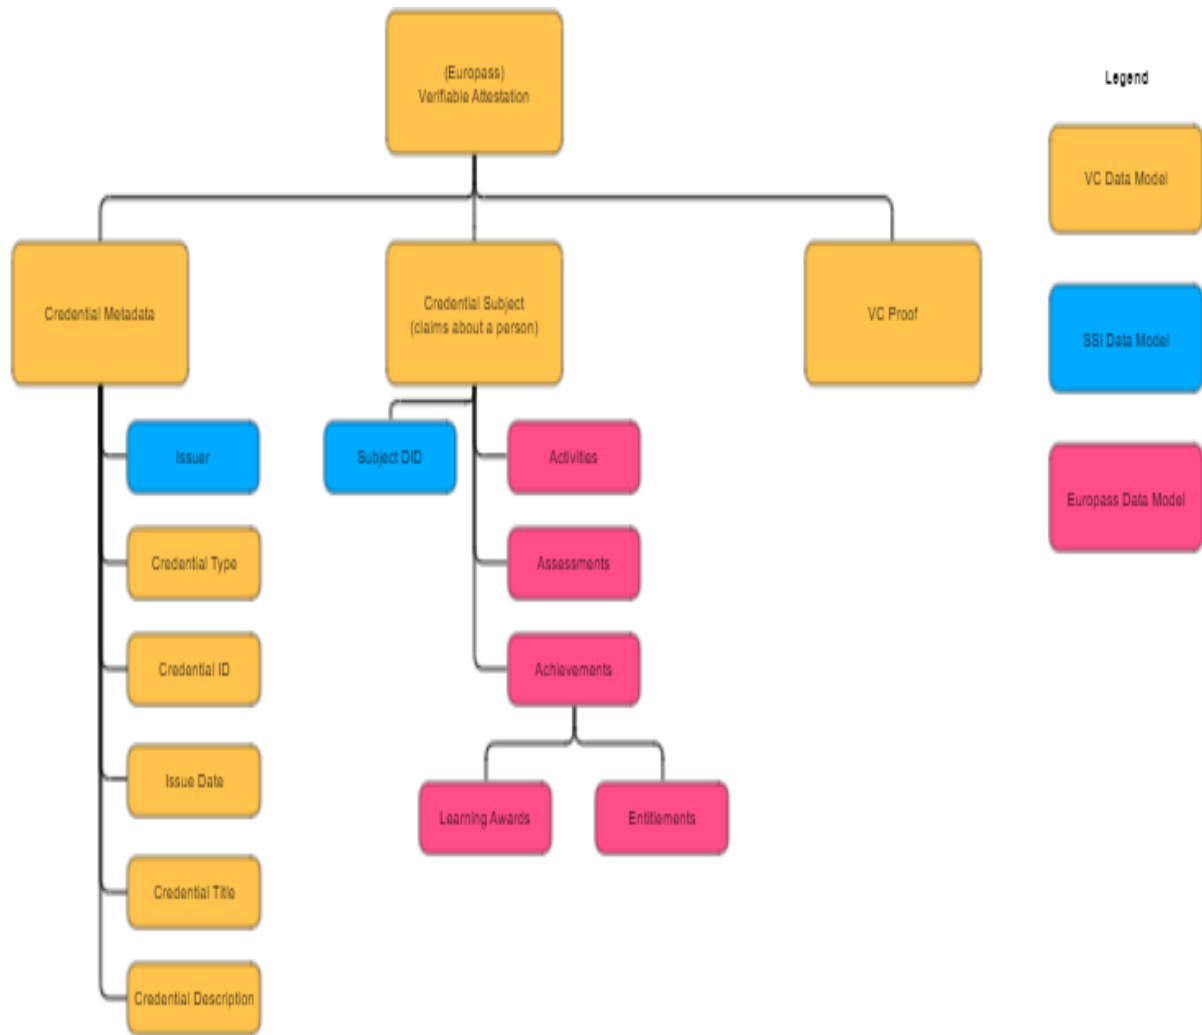 (Europass)
Verifiable Attestation
Legend
VC Data Model
Credential Metadata
Credential Subject
(claims about a person)
VC Proof
SSI Data Model
Issuer
Subject DID
Activities
Europass Data Model
Credential Type
Assessments
Credential ID
Achievements
Issue Date
Learning Awards
Entitlements
Credential Title
Credential Description